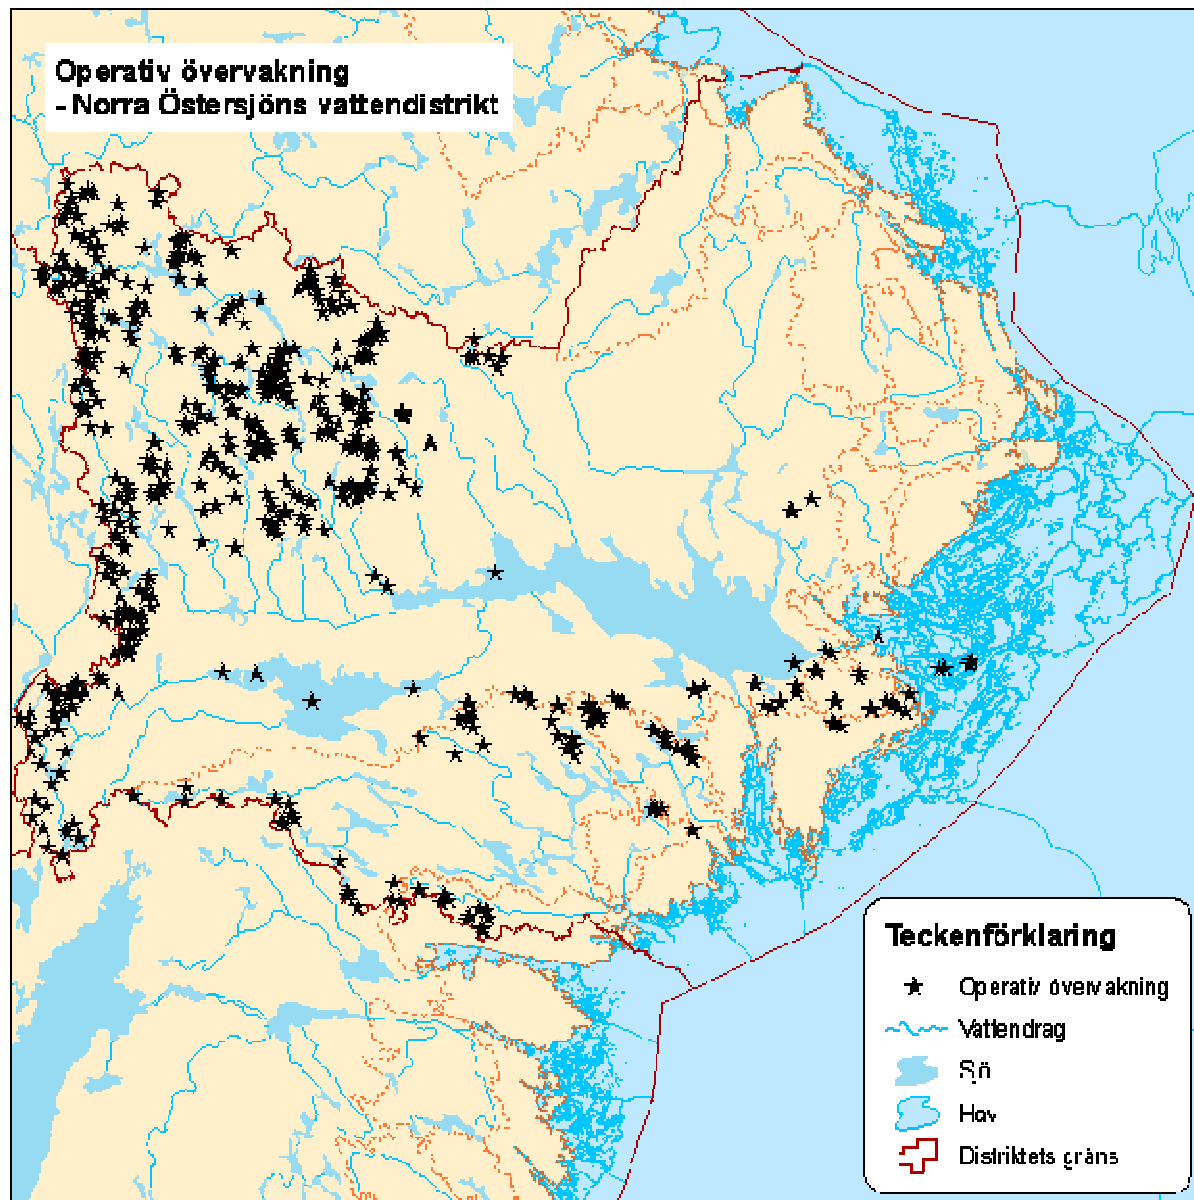 Operativ övervakning
- Norra Östersjöns vattendistrikt
Teckenförklaring
Operativ övervakning
Vattendrag
Sjö
Hav
Distriktets gräns